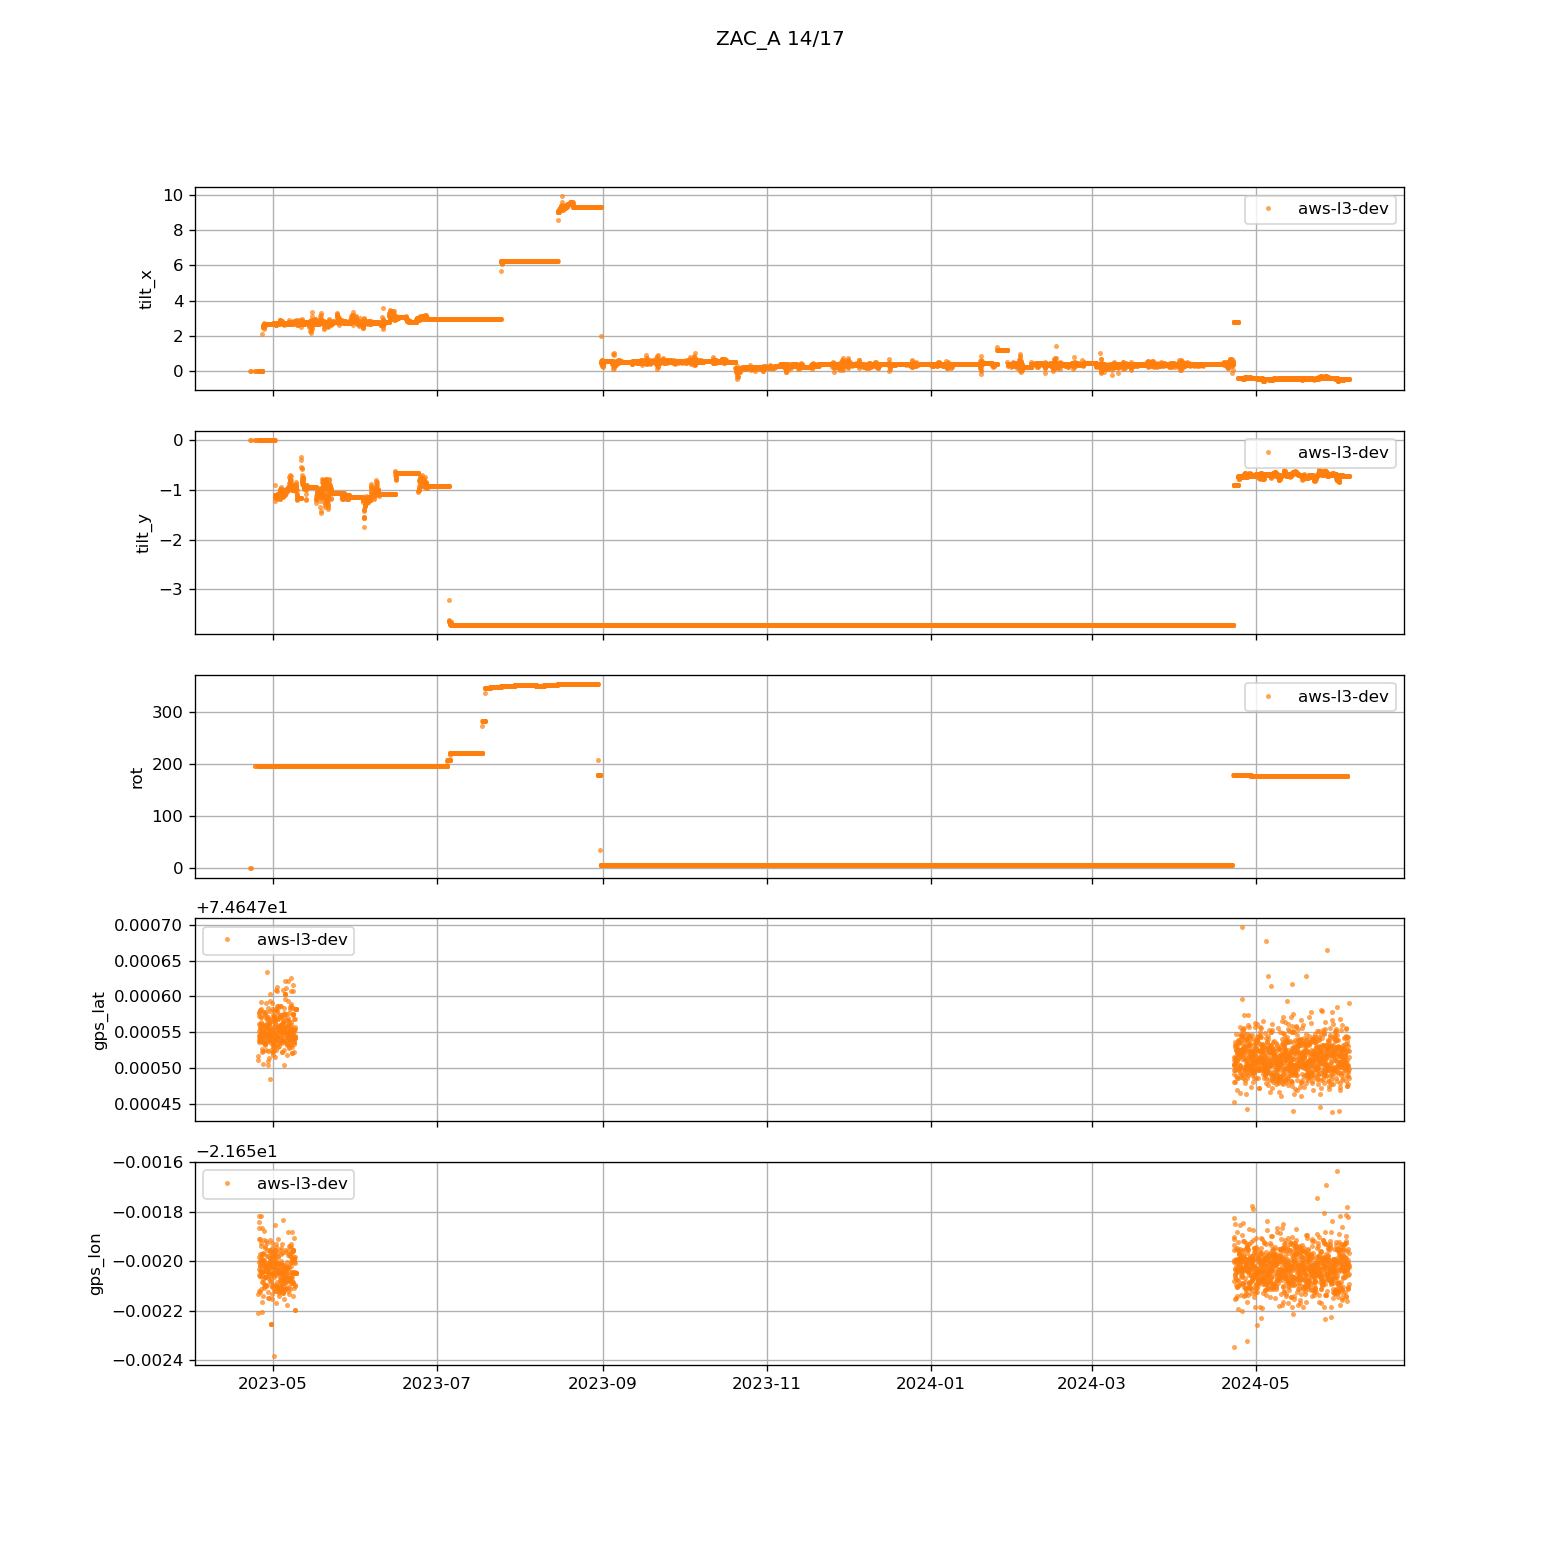 ZAC_A 14/17
10
8
6
4
2
0
tilt_x
aws-l3-dev
0
−1
−2
−3
tilt_y
aws-l3-dev
300
200
100
0
rot
aws-l3-dev
+7.4647e1
0.00070
0.00065
0.00060
0.00055
0.00050
0.00045
gps_lat
aws-l3-dev
−2.165e1
−0.0016
−0.0018
−0.0020
−0.0022
−0.0024
gps_lon
aws-l3-dev
2023-05 2023-07 2023-09 2023-11 2024-01 2024-03 2024-05